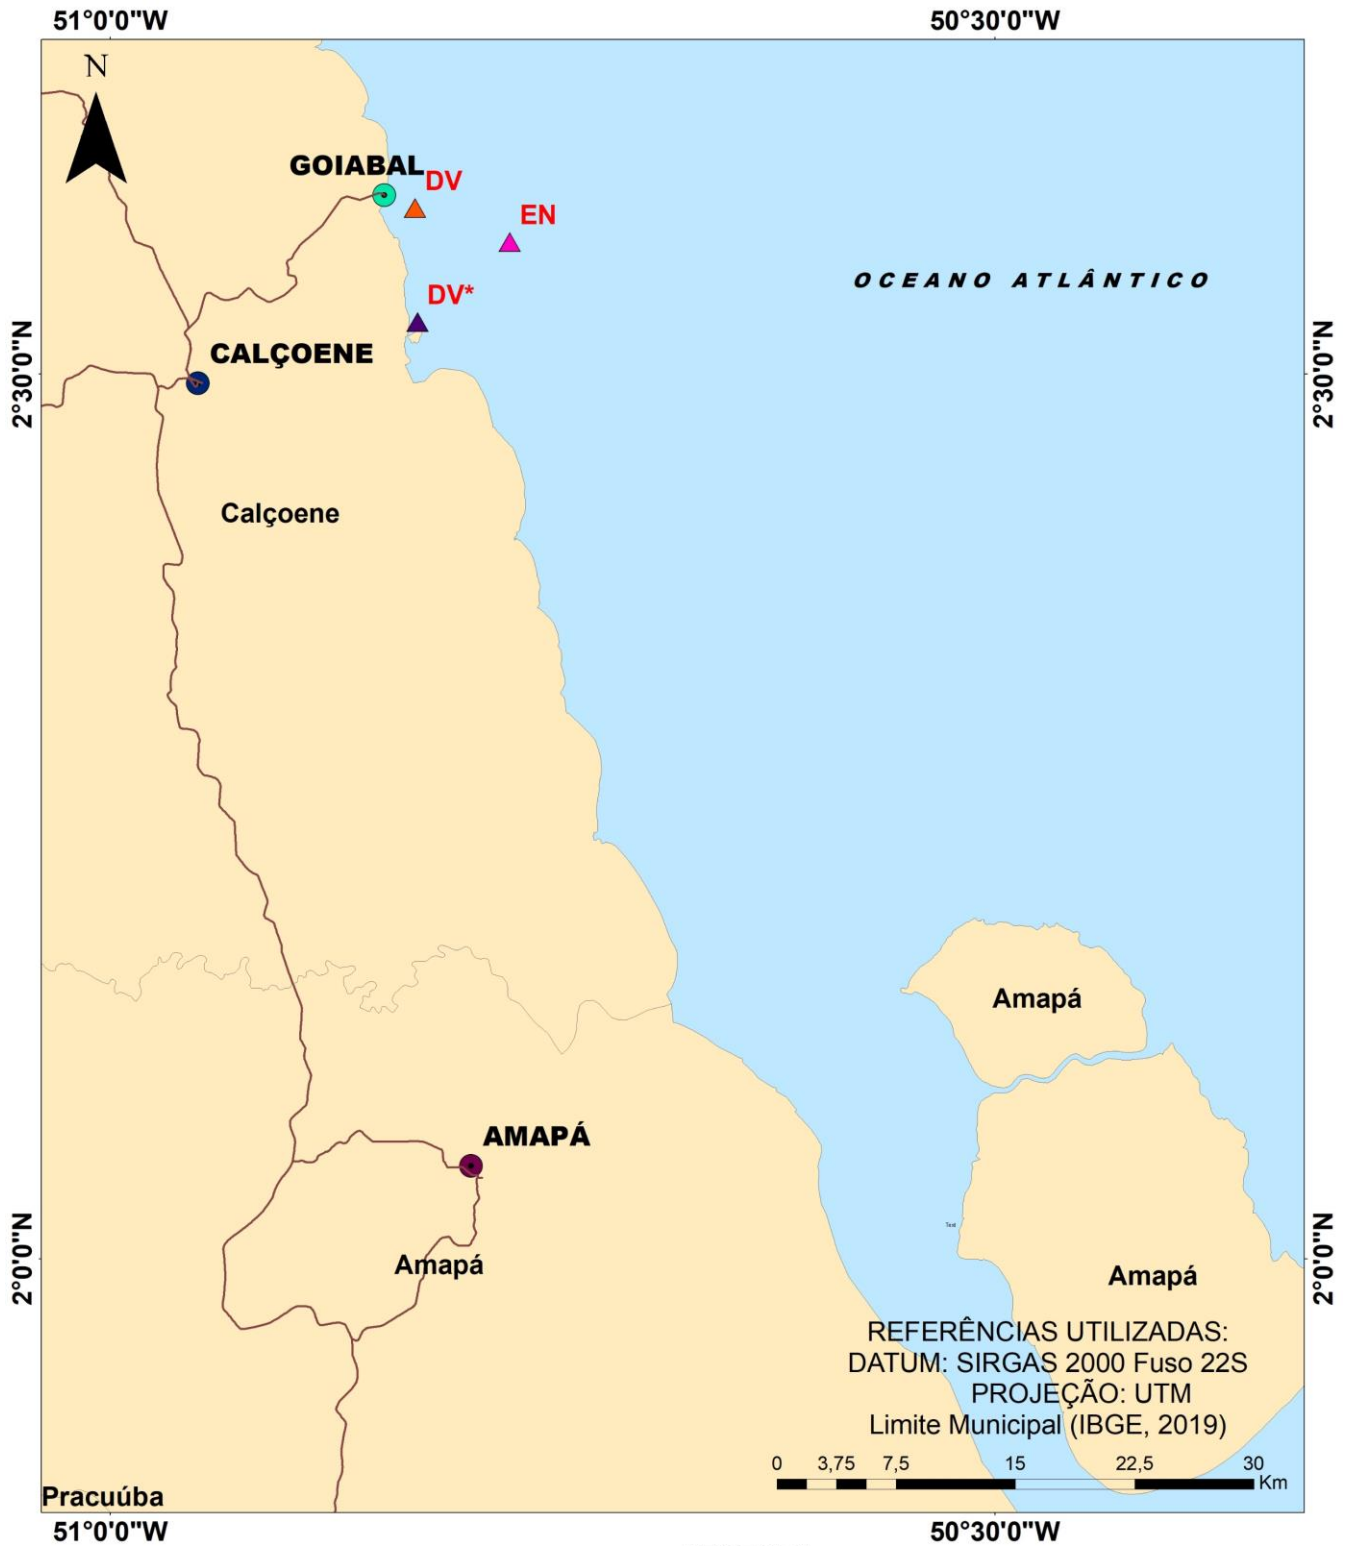 51°0'0"W
50°30'0"W
N
GOIABAL
DV
EN
OCEANO ATLÂNTICO
DV*
CALÇOENE
2°30'0"N
2°30'0"N
Calçoene
Amapá
AMAPÁ
Text
2°0'0"N
2°0'0"N
Amapá
Amapá
REFERÊNCIAS UTILIZADAS:
DATUM: SIRGAS 2000 Fuso 22S
PROJEÇÃO: UTM
Limite Municipal (IBGE, 2019)
0 3,75 7,5 15 22,5 30
Km
Pracuúba
51°0'0"W
50°30'0"W